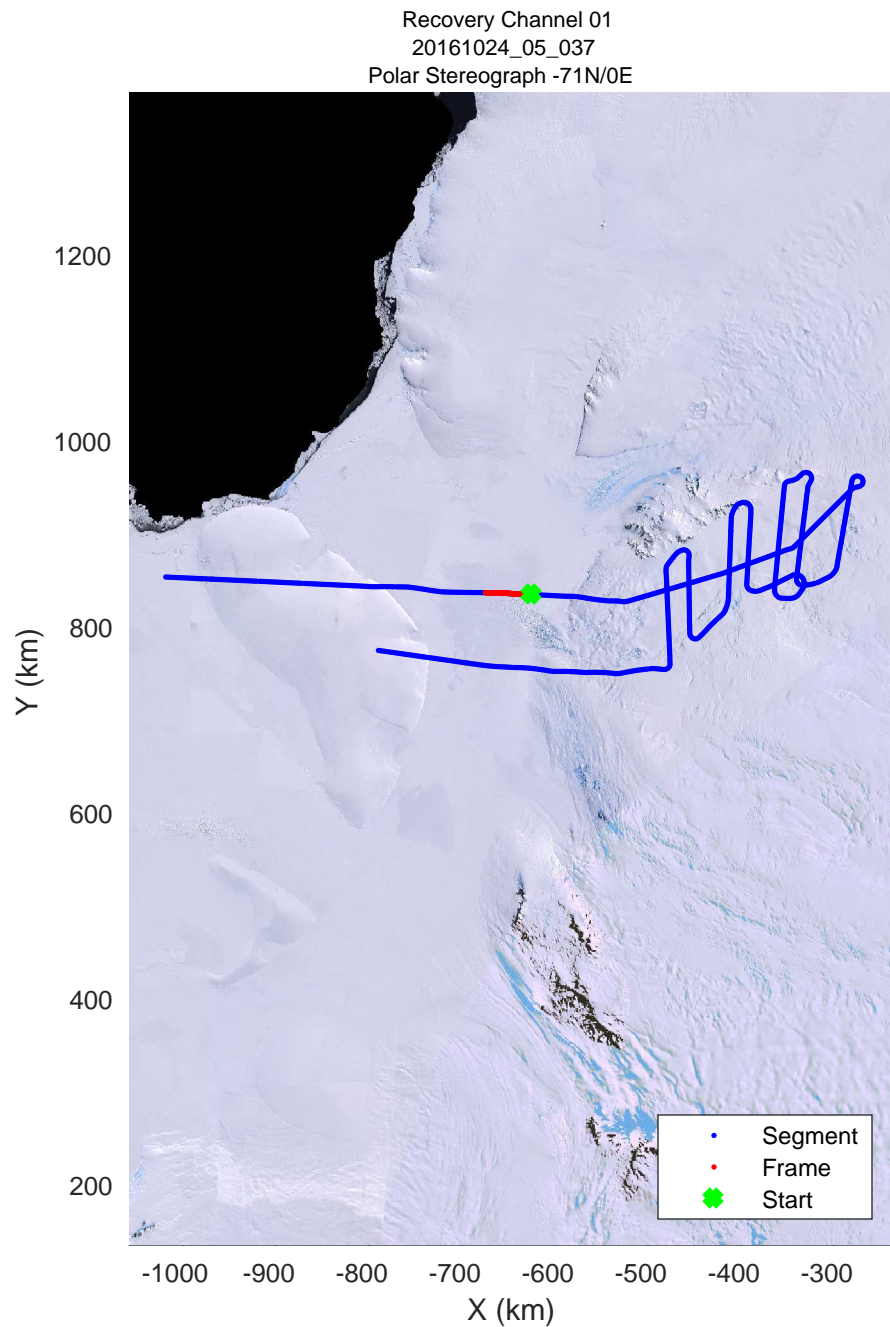 Recovery Channel 01
20161024_05_037
Polar Stereograph -71N/0E
1200
1000
800
600
400
200
Y (km)
-1000 -900 -800 -700 -600 -500 -400 -300
X (km)
Segment
Frame
Start